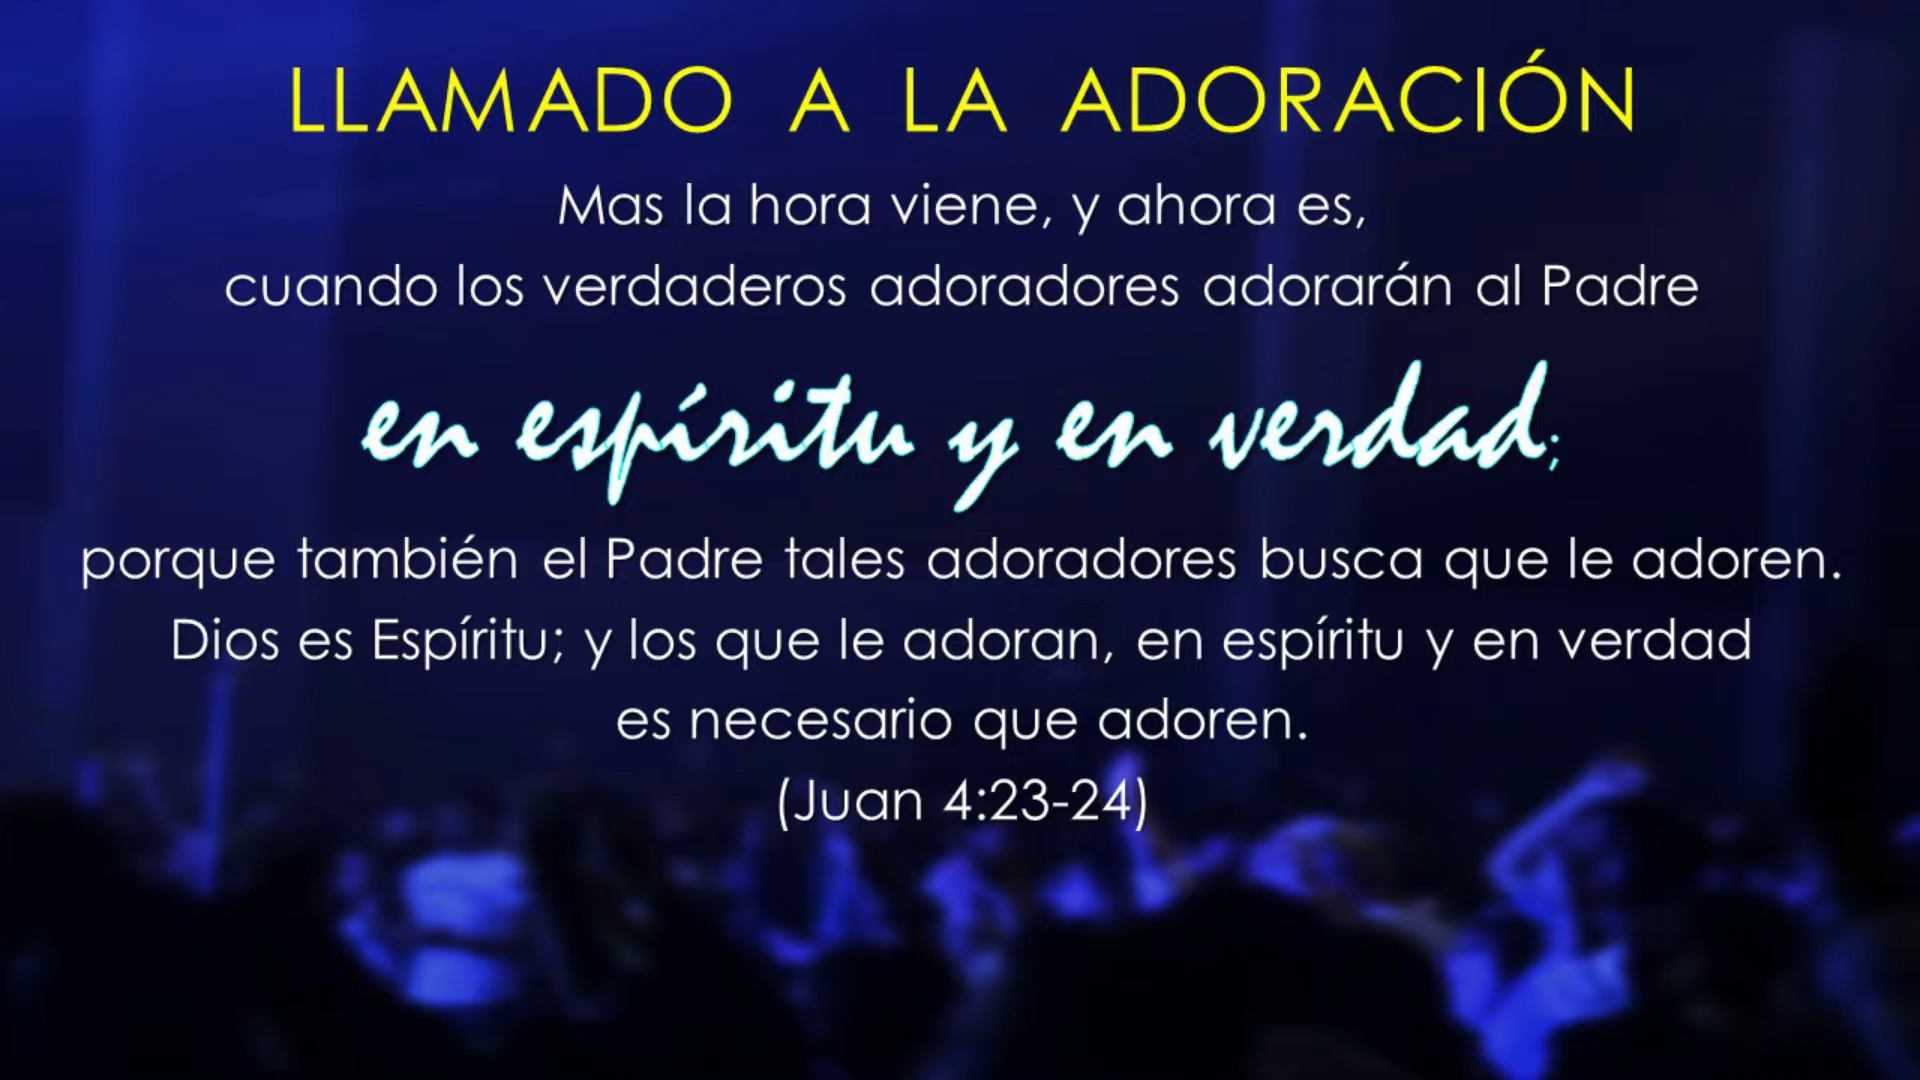 LLAMADO A LA ADORACIÓN
Mas la hora viene, y ahora es,
cuando los verdaderos adoradores adorarán al Padre
en espíritu y en verdad;
porque también el Padre tales adoradores busca que le adoren.
Dios es Espíritu; y los que le adoran, en espíritu y en verdad
es necesario que adoren.
(Juan 4:23-24)